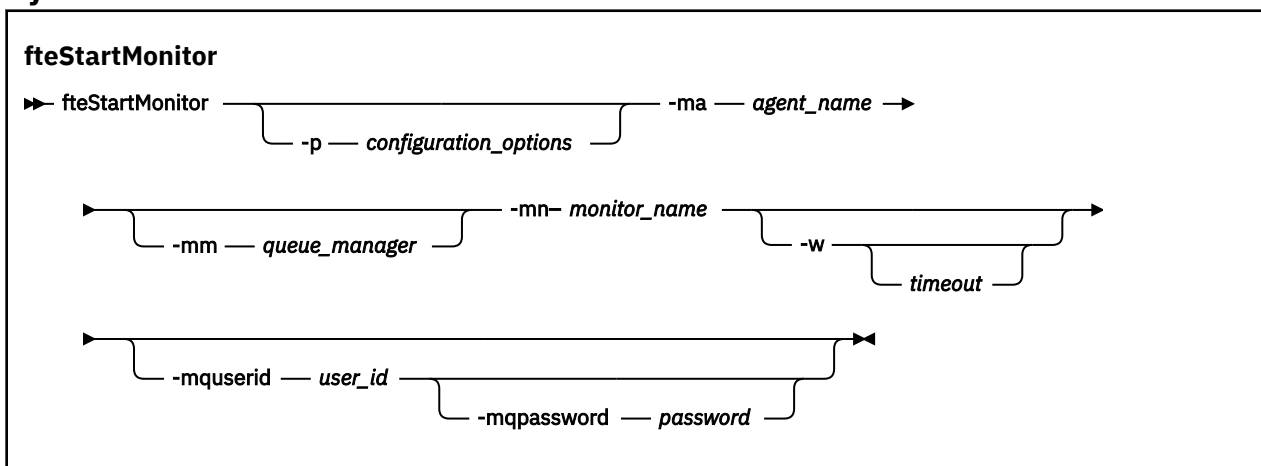 fteStartMonitor
fteStartMonitor -ma agent_name
-p configuration_options
-mn monitor_name
-mm queue_manager -w
timeout
-mquserid user_id
-mqpassword password